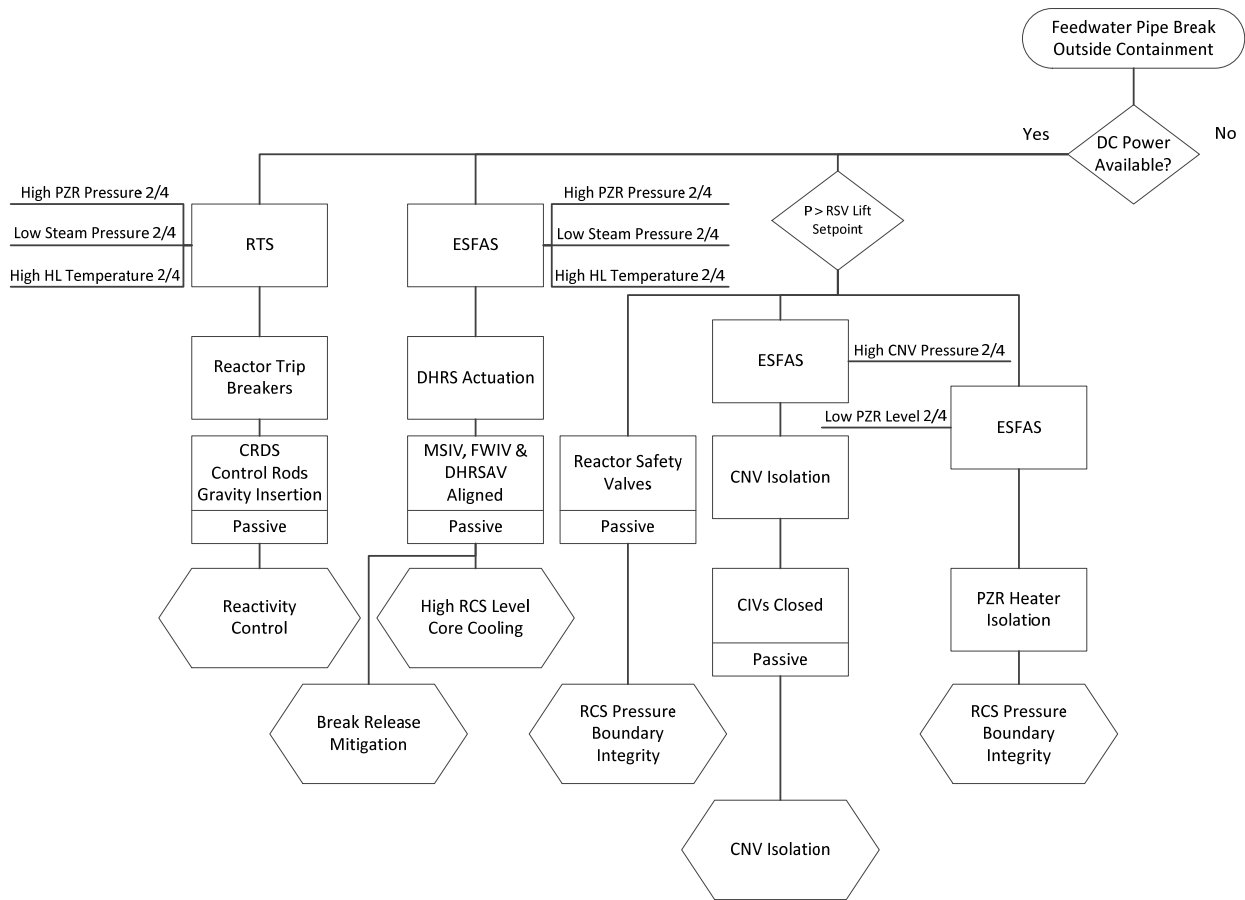 Feedwater Pipe Break
Outside Containment
Yes
No
DC Power
Available?
High PZR Pressure 2/4
Low Steam Pressure 2/4
High HL Temperature 2/4
RTS
ESFAS
High PZR Pressure 2/4
Low Steam Pressure 2/4
High HL Temperature 2/4
P > RSV Lift
Setpoint
Reactor Trip
Breakers
DHRS Actuation
ESFAS
High CNV Pressure 2/4
Low PZR Level 2/4
ESFAS
CRDS
Control Rods
Gravity Insertion
Passive
MSIV, FWIV &
DHRSAV
Aligned
Passive
Reactor Safety
Valves
Passive
CNV Isolation
Reactivity
Control
High RCS Level
Core Cooling
CIVs Closed
Passive
PZR Heater
Isolation
Break Release
Mitigation
RCS Pressure
Boundary
Integrity
RCS Pressure
Boundary
Integrity
CNV Isolation